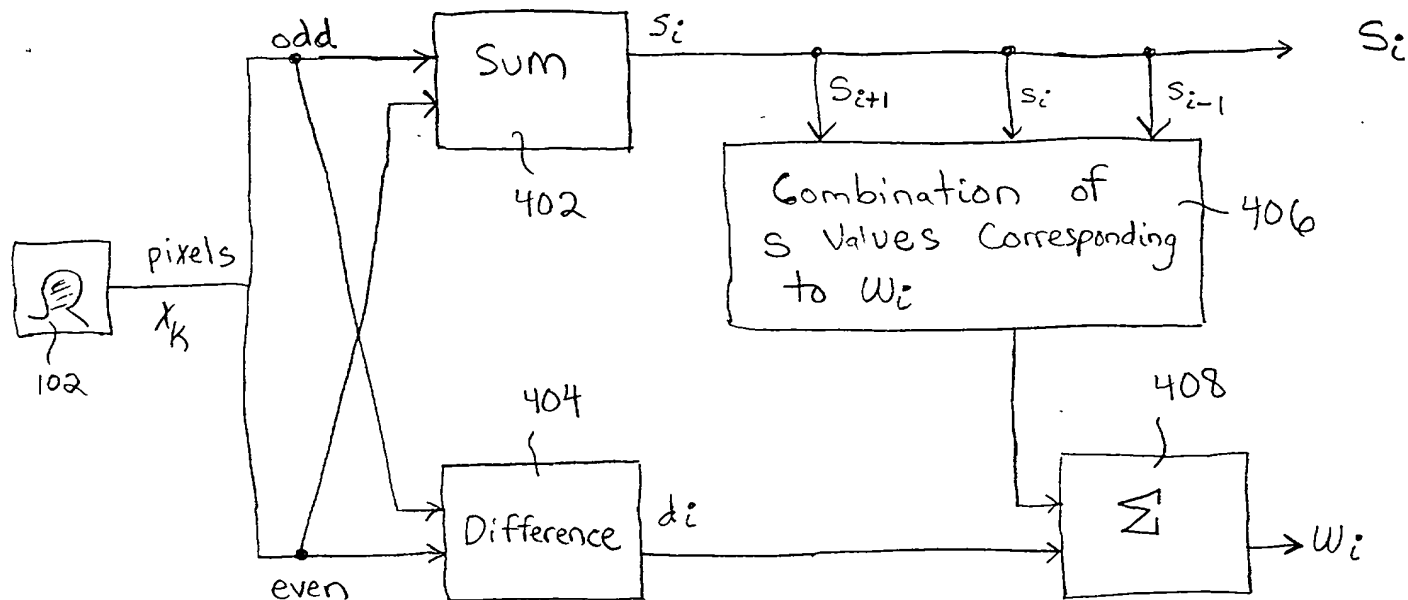 odd
Sum
402
Si
Si+1
si
si-1
Si
Combination of
S Values Corresponding
to Wi
406
pixels
XK
102
404
Difference
di
408
Σ
Wi
even